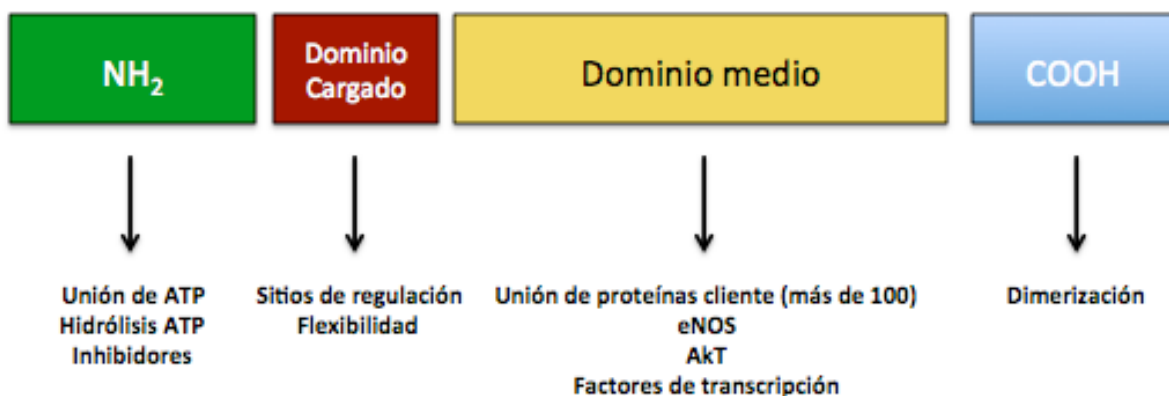 NH₂
Dominio
Cargado
Dominio medio
COOH
Unión de ATP
Hidrólisis ATP
Inhibidores
Sitios de regulación
Flexibilidad
Unión de proteínas cliente (más de 100)
eNOS
AkT
Factores de transcripción
Dimerización